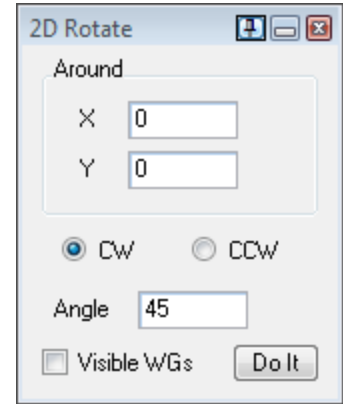 2D Rotate
Around
X 0
Y 0
CW CCW
Angle 45
Visible WGs Do It